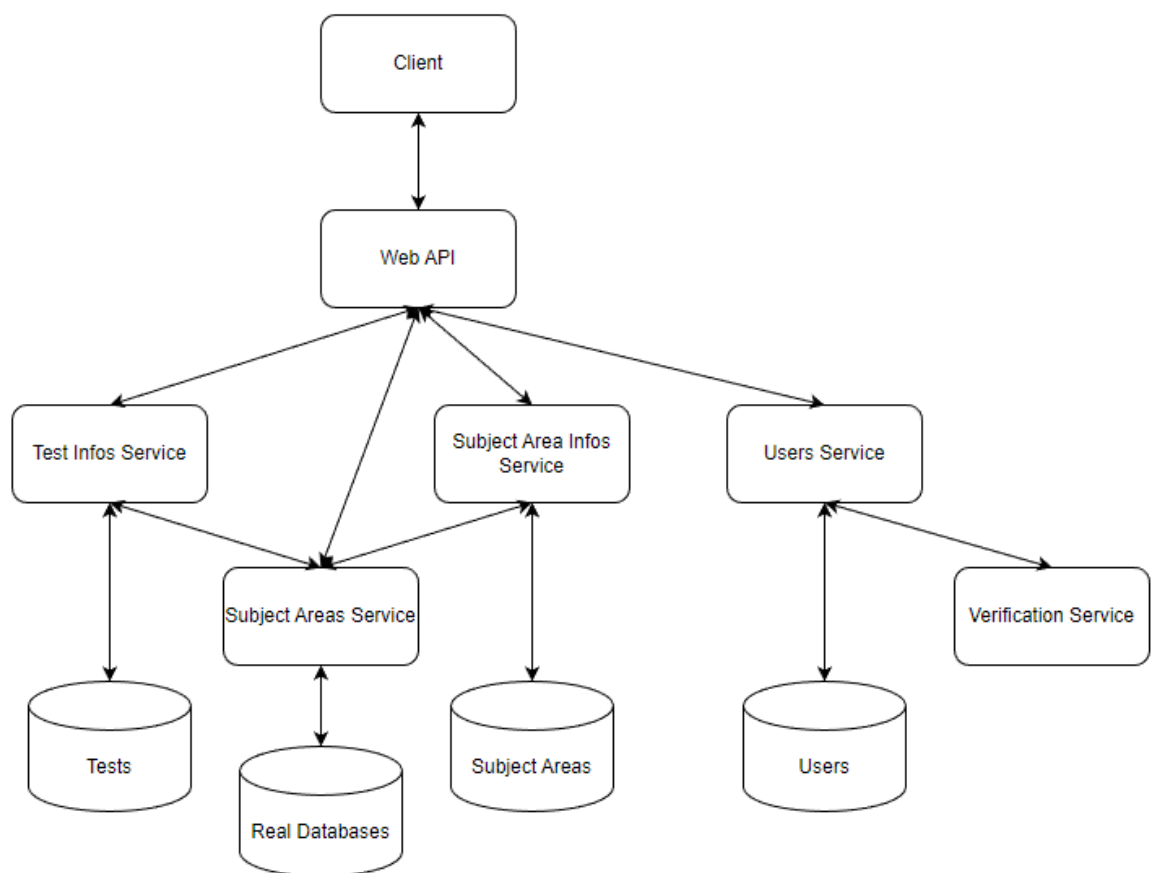 Client
Web API
Test Infos Service
Subject Area Infos
Service
Users Service
Subject Areas Service
Verification Service
Tests
Subject Areas
Users
Real Databases